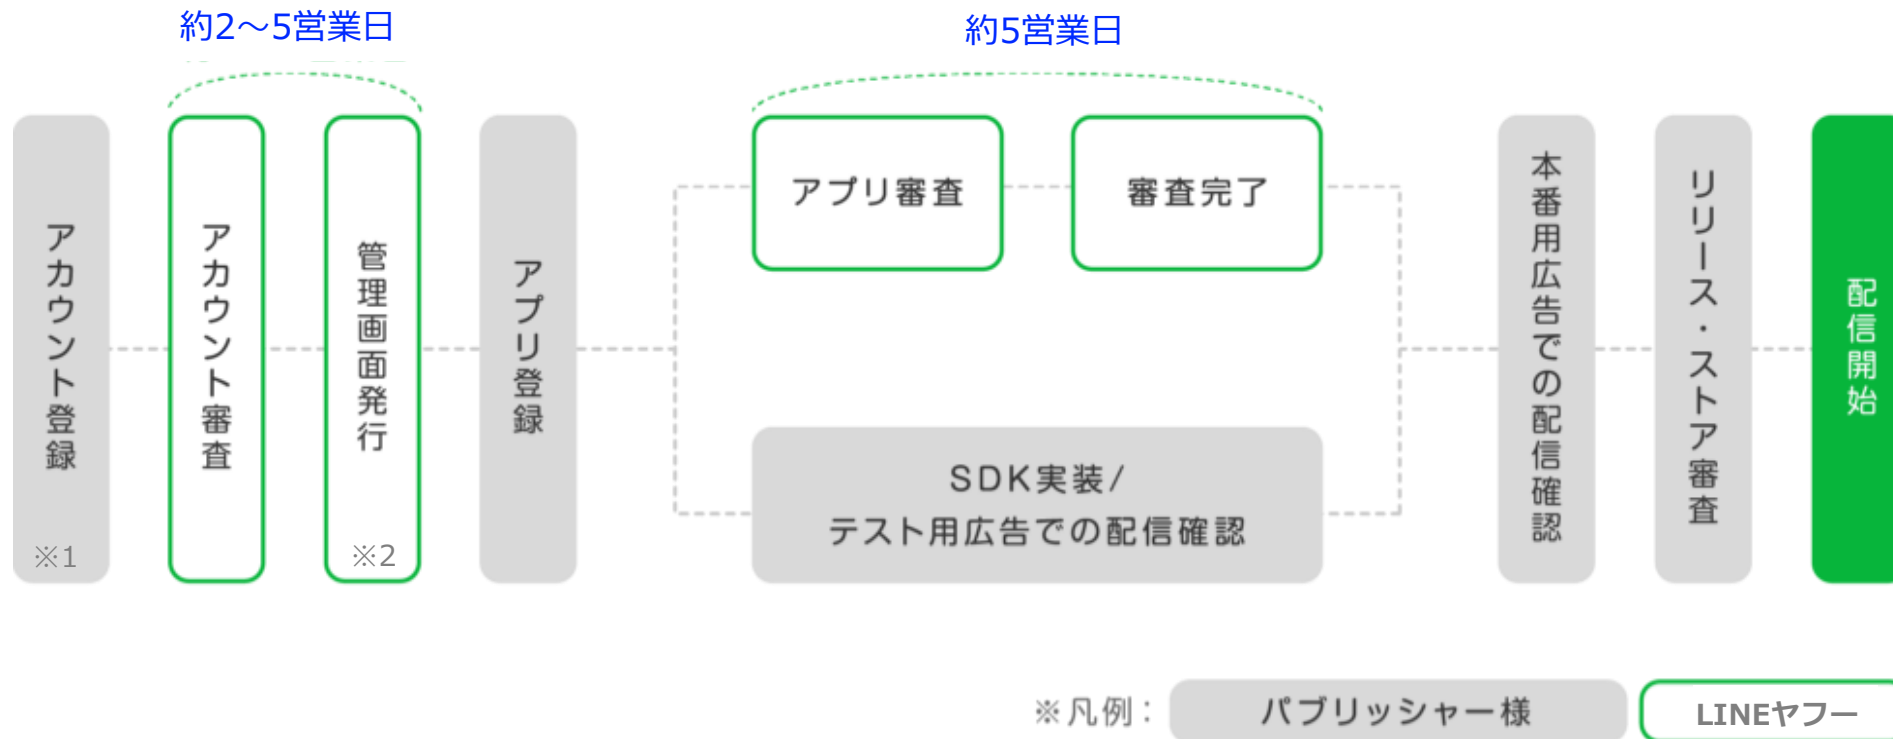 約2～5営業日
約5営業日
アカウント登録
※1
アカウント審査
管理画面発行
※2
アプリ登録
アプリ審査
審査完了
SDK実装/
テスト用広告での配信確認
本番用広告での配信確認
リリース・ストア審査
配信開始
※凡例：
パブリッシャー様
LINEヤフー